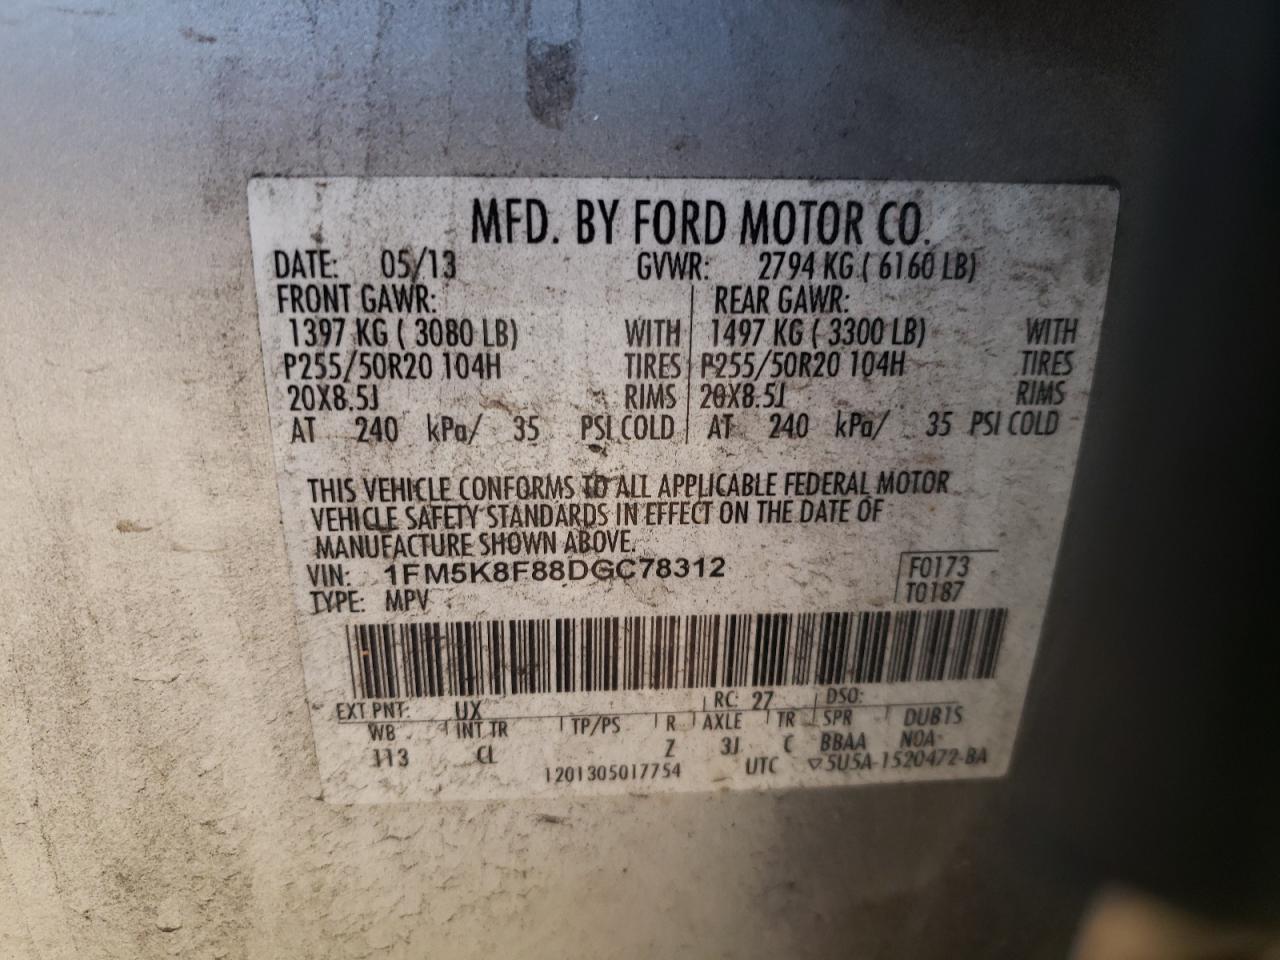 MFD. BY FORD MOTOR CO.
DATE: 05/13 GVWR: 2794 KG ( 6160 LB)
FRONT GAWR: REAR GAWR:
1397 KG ( 3080 LB) WITH 1497 KG ( 3300 LB) WITH
P255/50R20 104H TIRES P255/50R20 104H TIRES
20X8.5J RIMS 20X8.5J RIMS
AT 240 kPa/ 35 PSI COLD AT 240 kPa/ 35 PSI COLD
THIS VEHICLE CONFORMS TO ALL APPLICABLE FEDERAL MOTOR
VEHICLE SAFETY STANDARDS IN EFFECT ON THE DATE OF
MANUFACTURE SHOWN ABOVE.
VIN: 1FM5K8F88DGC78312 F0173
TYPE: MPV T0187
EXT PNT: UX RC: 27 DSO:
WB INT TR TP/PS R AXLE TR SPR DUBTS
113 CL Z 3J C BBAA NOA
1201305017754 UTC ▽5U5A-1520472-BA